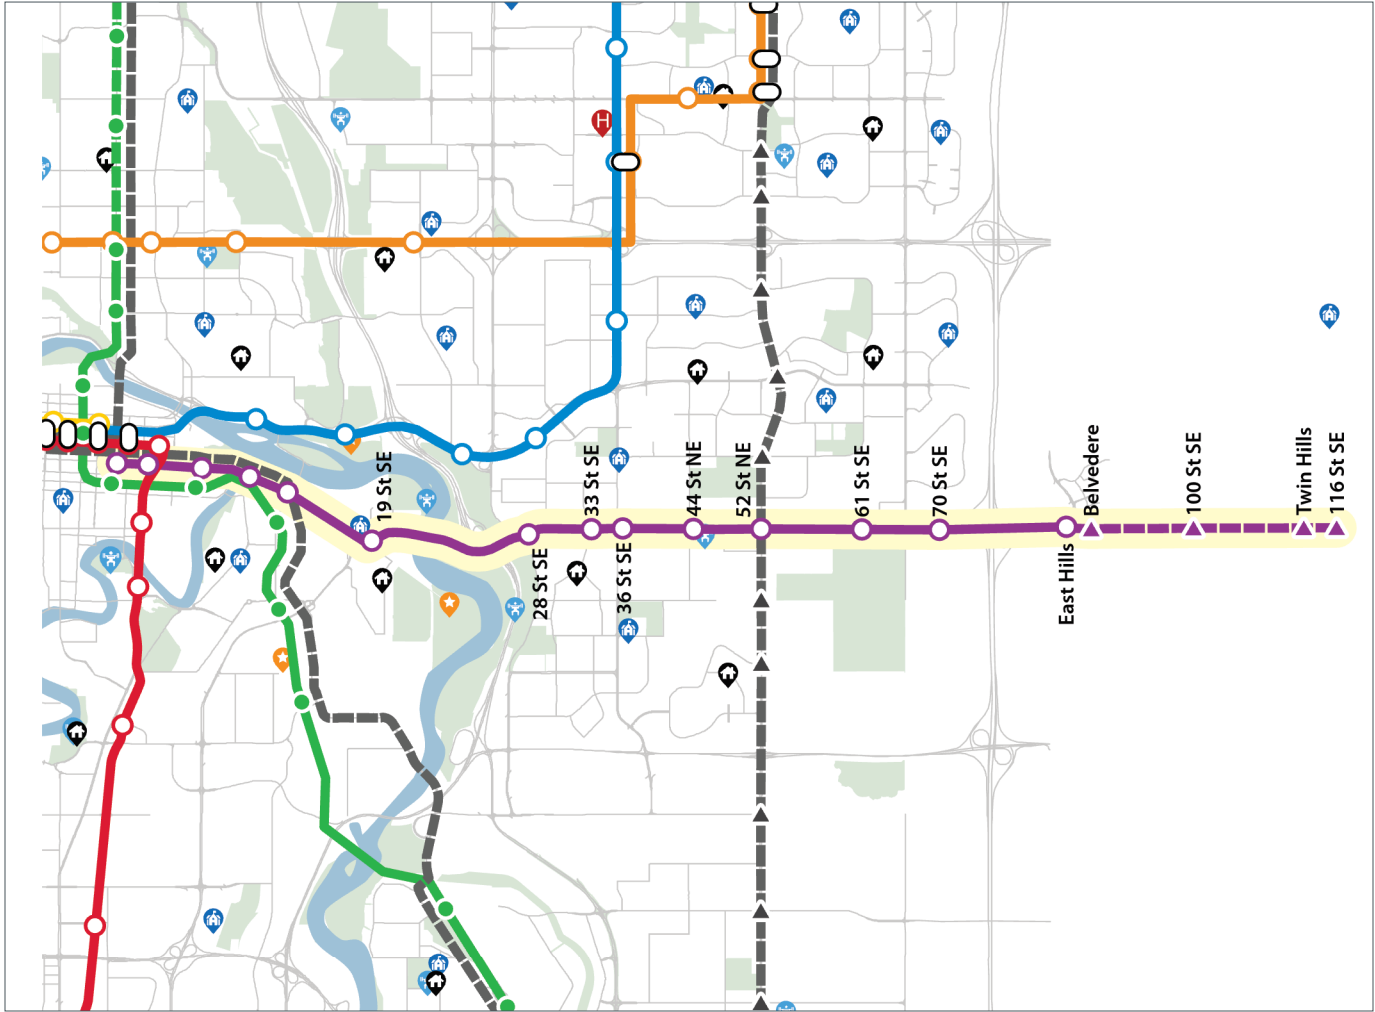 19 St SE
28 St SE
33 St SE
36 St SE
44 St NE
52 St NE
61 St SE
70 St SE
East Hills
Belvedere
100 St SE
Twin Hills
116 St SE
H